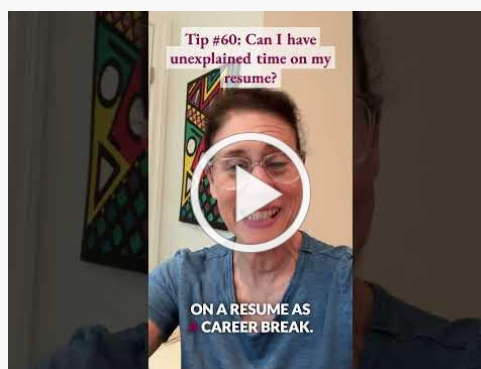 Tip #60: Can I have
unexplained time on my
resume?
ON A RESUME AS
A CAREER BREAK.